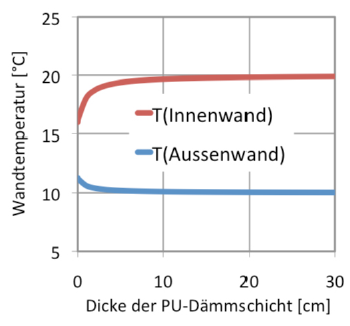 Wandtemperatur [°C]
25
20
15
10
5
T(Innenwand)
T(Aussenwand)
0 10 20 30
Dicke der PU-Dämmschicht [cm]